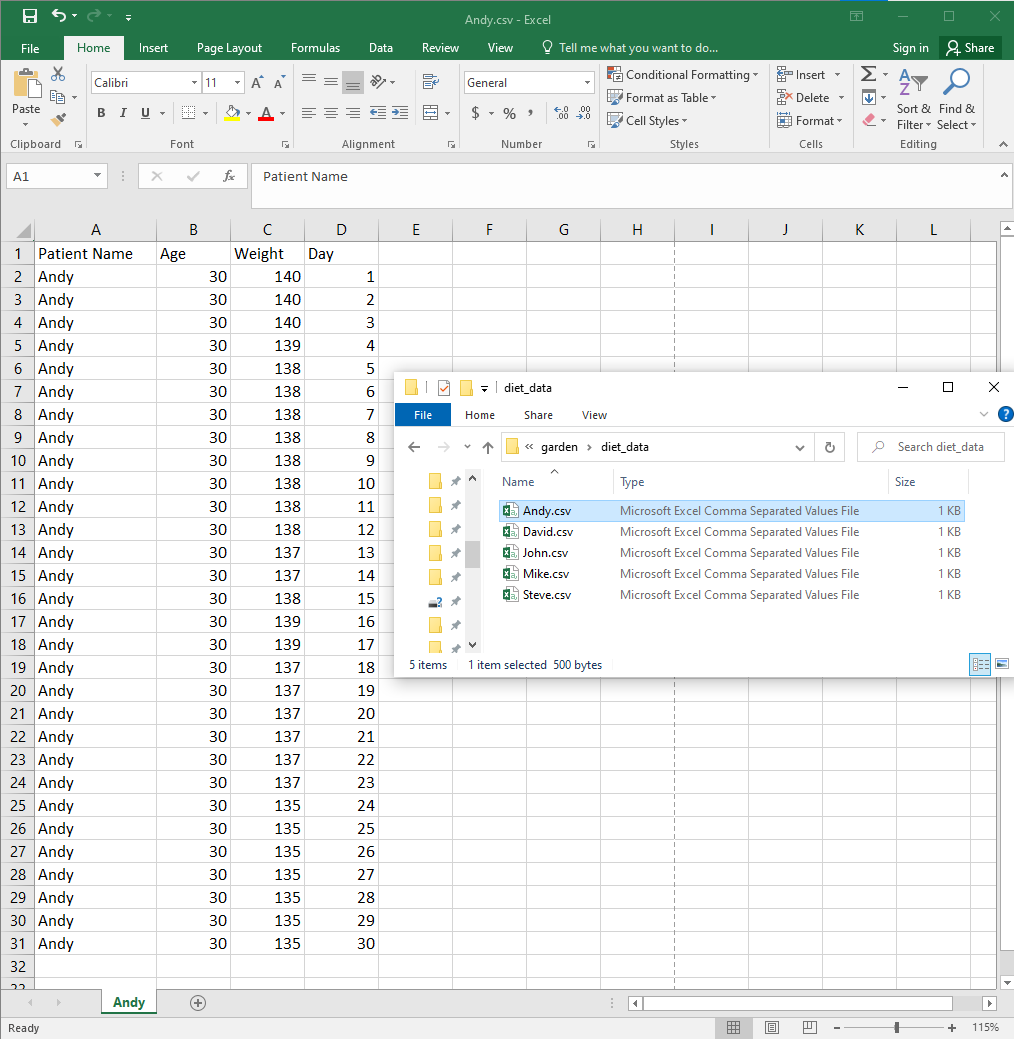 Andy.csv - Excel
File Home Insert Page Layout Formulas Data Review View Tell me what you want to do... Sign in Share
Calibri 11 General Conditional Formatting Insert
Format as Table Delete
Paste B I U A $ % , Cell Styles Format Sort & Filter Find & Select
Clipboard Font Alignment Number Styles Cells Editing
A1 fx Patient Name
A B C D E F G H I J K L
1 Patient Name Age Weight Day
2 Andy 30 140 1
3 Andy 30 140 2
4 Andy 30 140 3
5 Andy 30 139 4
6 Andy 30 138 5
7 Andy 30 138 6
8 Andy 30 138 7
9 Andy 30 138 8
10 Andy 30 138 9
11 Andy 30 138 10
12 Andy 30 138 11
13 Andy 30 138 12
14 Andy 30 137 13
15 Andy 30 137 14
16 Andy 30 138 15
17 Andy 30 139 16
18 Andy 30 139 17
19 Andy 30 137 18
20 Andy 30 137 19
21 Andy 30 137 20
22 Andy 30 137 21
23 Andy 30 137 22
24 Andy 30 137 23
25 Andy 30 135 24
26 Andy 30 135 25
27 Andy 30 135 26
28 Andy 30 135 27
29 Andy 30 135 28
30 Andy 30 135 29
31 Andy 30 135 30
32
diet_data
File Home Share View
« garden › diet_data Search diet_data
Name Type Size
Andy.csv Microsoft Excel Comma Separated Values File 1 KB
David.csv Microsoft Excel Comma Separated Values File 1 KB
John.csv Microsoft Excel Comma Separated Values File 1 KB
Mike.csv Microsoft Excel Comma Separated Values File 1 KB
Steve.csv Microsoft Excel Comma Separated Values File 1 KB
5 items 1 item selected 500 bytes
Andy
Ready 115%